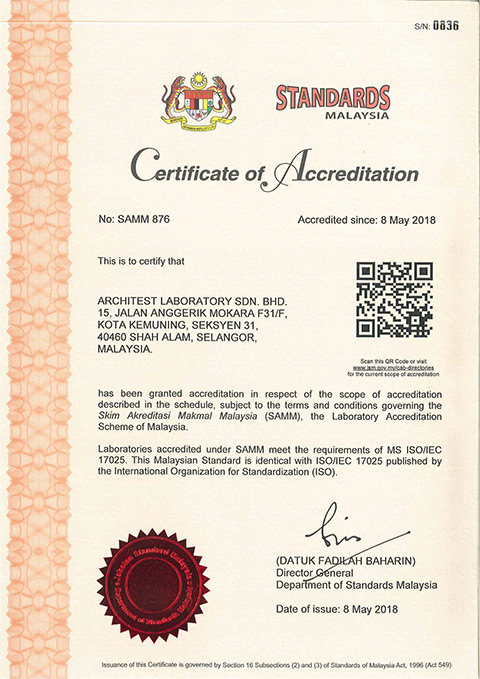 S/N: 0836
STANDARDS
MALAYSIA
Certificate of Accreditation
No: SAMM 876
Accredited since: 8 May 2018
This is to certify that
ARCHITEST LABORATORY SDN. BHD.
15, JALAN ANGGERIK MOKARA F31/F,
KOTA KEMUNING, SEKSYEN 31,
40460 SHAH ALAM, SELANGOR,
MALAYSIA.
Scan this QR Code or visit
www.jsm.gov.my/cab-directories
for the current scope of accreditation
has been granted accreditation in respect of the scope of accreditation
described in the schedule, subject to the terms and conditions governing the
Skim Akreditasi Makmal Malaysia (SAMM), the Laboratory Accreditation
Scheme of Malaysia.
Laboratories accredited under SAMM meet the requirements of MS ISO/IEC
17025. This Malaysian Standard is identical with ISO/IEC 17025 published by
the International Organization for Standardization (ISO).
(DATUK FADILAH BAHARIN)
Director General
Department of Standards Malaysia
Date of issue: 8 May 2018
Department of Standards Malaysia
Issuance of this Certificate is governed by Section 16 Subsections (2) and (3) of Standards of Malaysia Act, 1996 (Act 549)